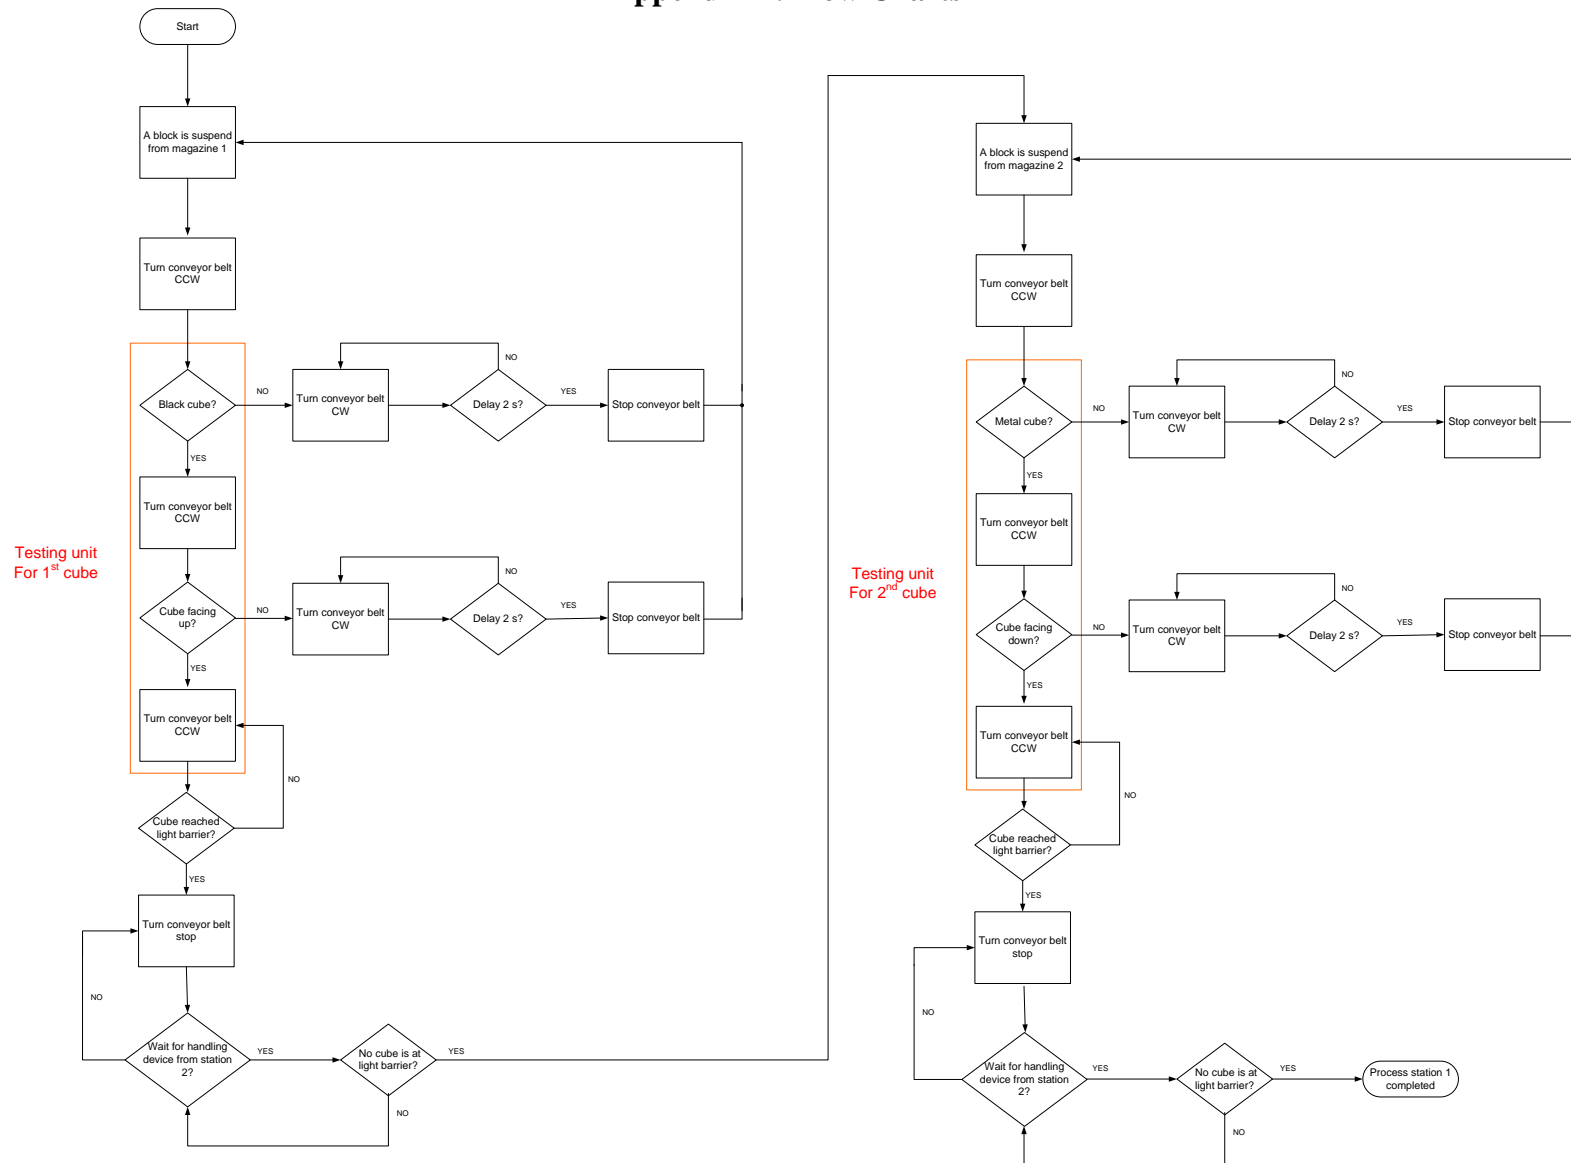 Start
A block is suspend
from magazine 1
Turn conveyor belt
CCW
Black cube?
NO
Turn conveyor belt
CW
NO
Delay 2 s?
YES
Stop conveyor belt
YES
Turn conveyor belt
CCW
Testing unit
For 1st cube
Cube facing
up?
NO
Turn conveyor belt
CW
NO
Delay 2 s?
YES
Stop conveyor belt
YES
Turn conveyor belt
CCW
NO
Cube reached
light barrier?
YES
Turn conveyor belt
stop
NO
Wait for handling
device from station
2?
YES
No cube is at
light barrier?
YES
NO
A block is suspend
from magazine 2
Turn conveyor belt
CCW
Metal cube?
NO
Turn conveyor belt
CW
NO
Delay 2 s?
YES
Stop conveyor belt
YES
Turn conveyor belt
CCW
Testing unit
For 2nd cube
Cube facing
down?
NO
Turn conveyor belt
CW
NO
Delay 2 s?
YES
Stop conveyor belt
YES
Turn conveyor belt
CCW
NO
Cube reached
light barrier?
YES
Turn conveyor belt
stop
NO
Wait for handling
device from station
2?
YES
No cube is at
light barrier?
YES
Process station 1
completed
NO